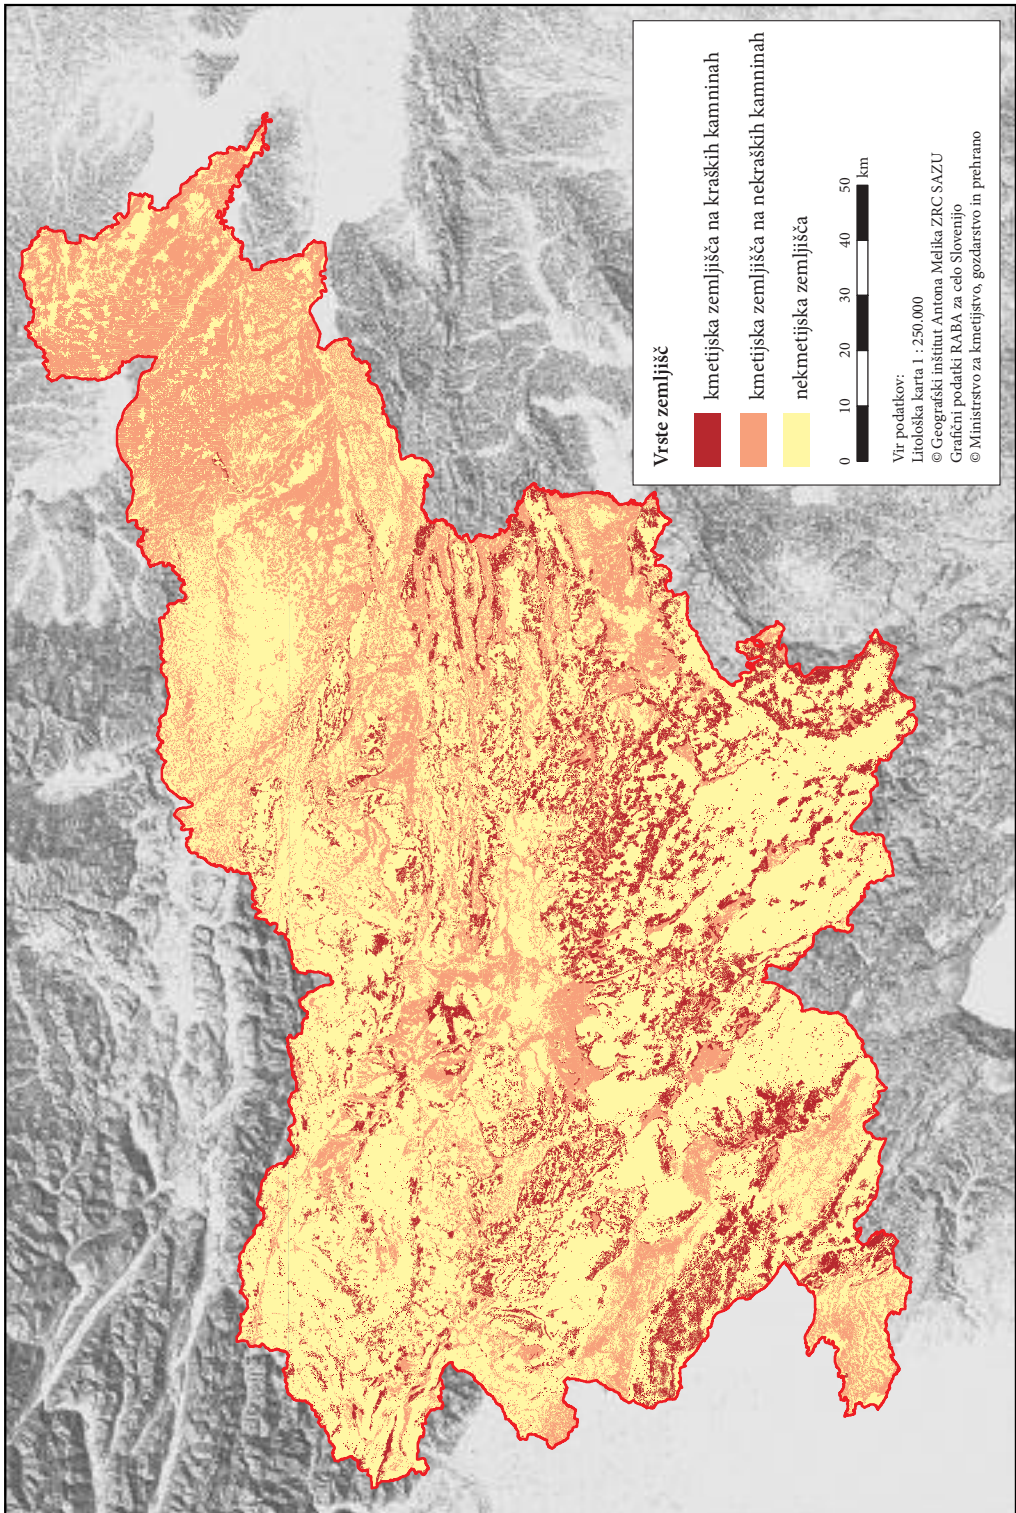 Vrste zemljišč
kmetijska zemljišča na kraških kamninah
kmetijska zemljišča na nekraških kamninah
nekmetijska zemljišča
0 10 20 30 40 50 km
Vir podatkov:
Litološka karta 1 : 250.000
© Geografski inštitut Antona Melika ZRC SAZU
Grafični podatki RABA za celo Slovenijo
© Ministrstvo za kmetijstvo, gozdarstvo in prehrano